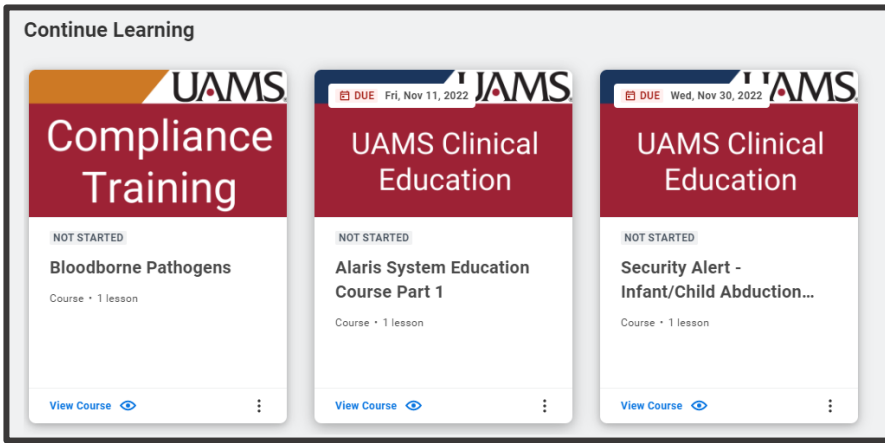 Continue Learning
UAMS
Compliance
Training
NOT STARTED
Bloodborne Pathogens
Course • 1 lesson
View Course
DUE Fri, Nov 11, 2022
UAMS Clinical
Education
NOT STARTED
Alaris System Education
Course Part 1
Course • 1 lesson
View Course
DUE Wed, Nov 30, 2022
UAMS Clinical
Education
NOT STARTED
Security Alert -
Infant/Child Abduction...
Course • 1 lesson
View Course